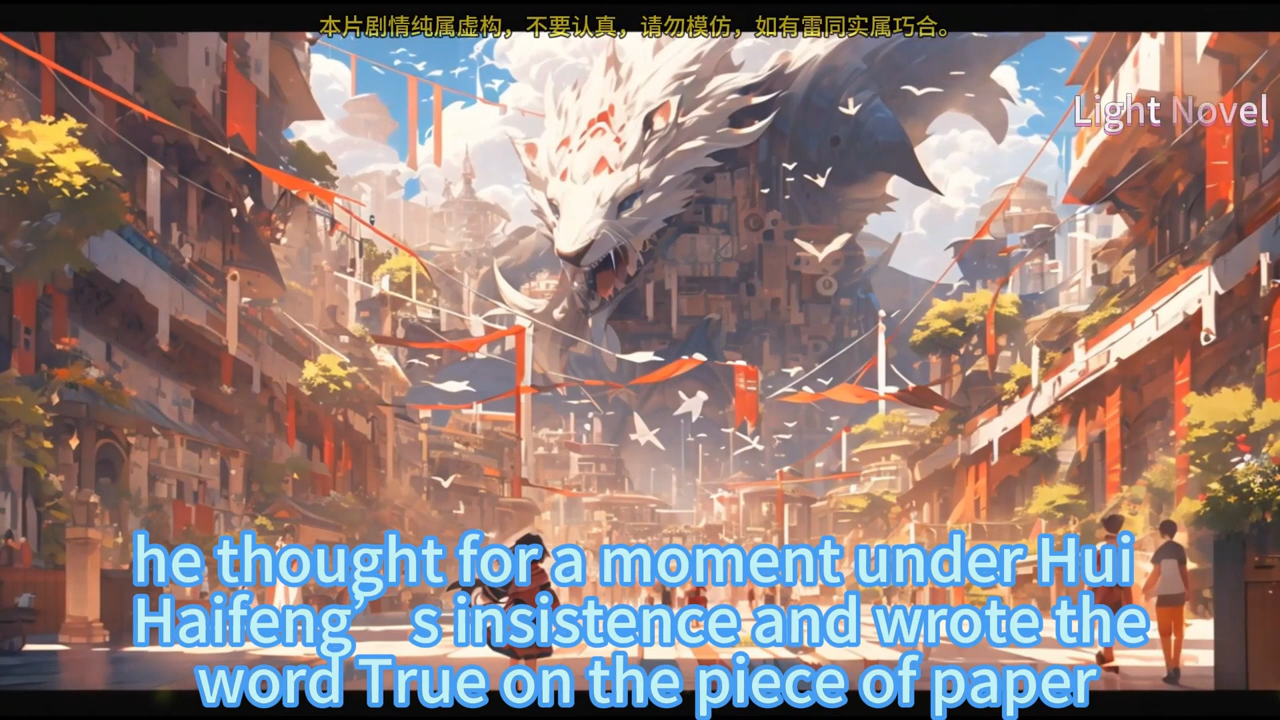 本片剧情纯属虚构，不要认真，请勿模仿，如有雷同实属巧合。
Light Novel
he thought for a moment under Hui
Haifeng’s insistence and wrote the
word True on the piece of paper